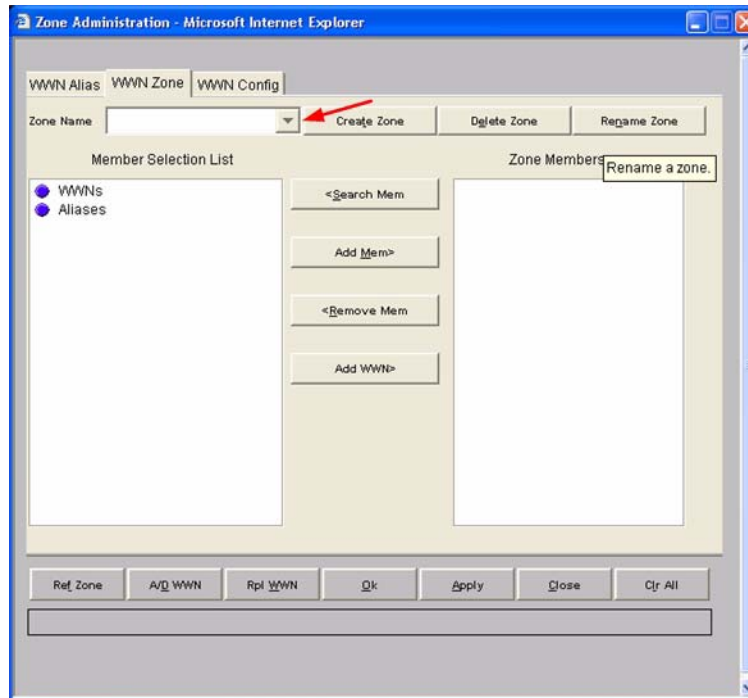 Zone Administration - Microsoft Internet Explorer
WWN Alias WWN Zone WWN Config
Zone Name Create Zone Delete Zone Rename Zone
Member Selection List Zone Members
Rename a zone.
WWNs
Aliases
<Search Mem
Add Mem>
<Remove Mem
Add WWN>
Ref Zone A/D WWN Rpl WWN Ok Apply Close Clr All